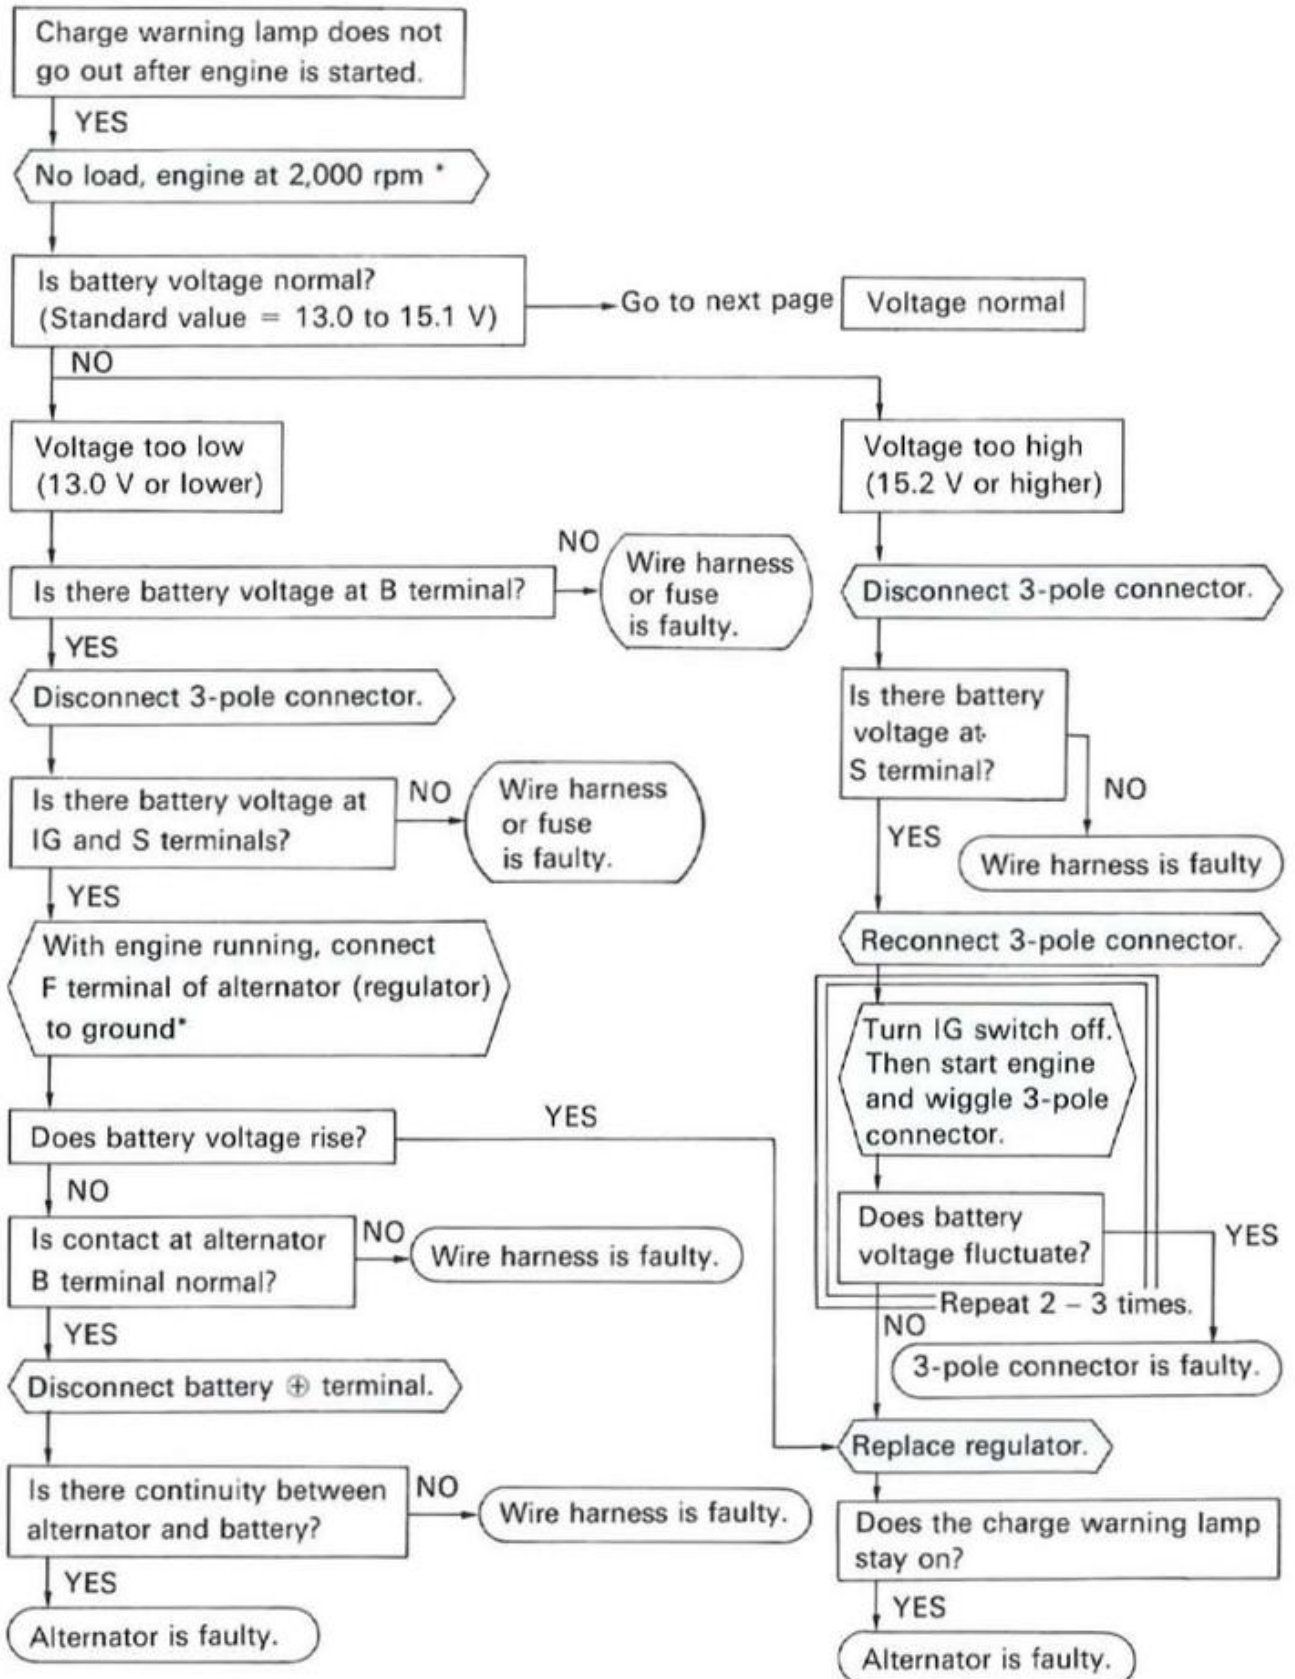 Charge warning lamp does not
go out after engine is started.
YES
No load, engine at 2,000 rpm *
Is battery voltage normal?
(Standard value = 13.0 to 15.1 V)
Go to next page
Voltage normal
NO
Voltage too low
(13.0 V or lower)
Voltage too high
(15.2 V or higher)
Is there battery voltage at B terminal?
NO
Wire harness
or fuse
is faulty.
YES
Disconnect 3-pole connector.
Is there battery voltage at
IG and S terminals?
NO
Wire harness
or fuse
is faulty.
YES
With engine running, connect
F terminal of alternator (regulator)
to ground*
Does battery voltage rise?
YES
NO
Is contact at alternator
B terminal normal?
NO
Wire harness is faulty.
YES
Disconnect battery ⊕ terminal.
Is there continuity between
alternator and battery?
NO
Wire harness is faulty.
YES
Alternator is faulty.
Disconnect 3-pole connector.
Is there battery
voltage at
S terminal?
NO
Wire harness is faulty
YES
Reconnect 3-pole connector.
Turn IG switch off.
Then start engine
and wiggle 3-pole
connector.
Does battery
voltage fluctuate?
YES
Repeat 2 – 3 times.
NO
3-pole connector is faulty.
Replace regulator.
Does the charge warning lamp
stay on?
YES
Alternator is faulty.